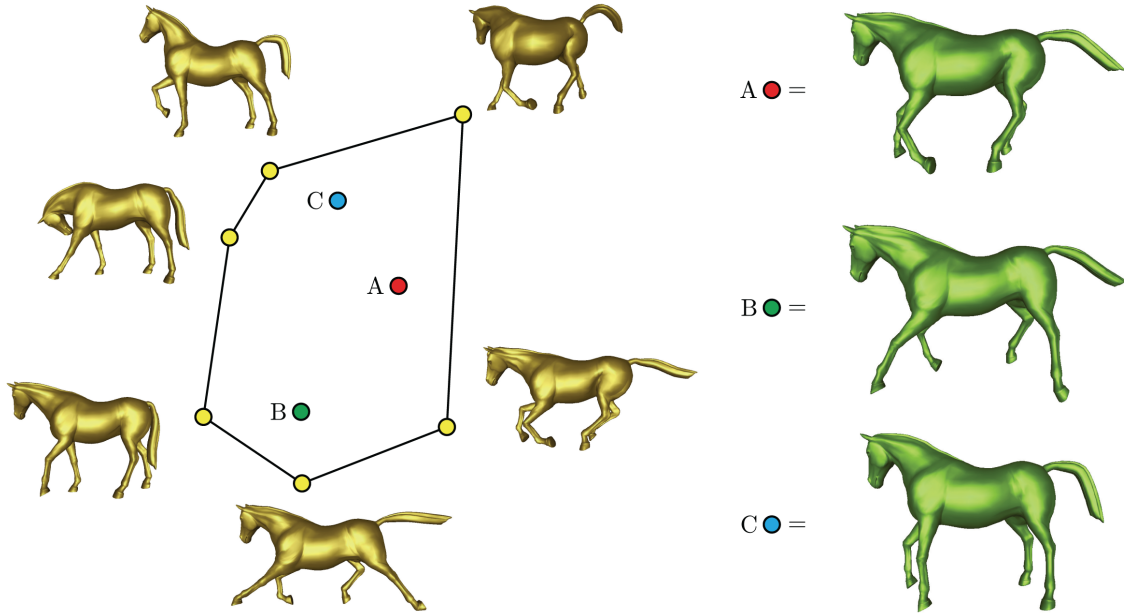 C
A
B
A =
B =
C =